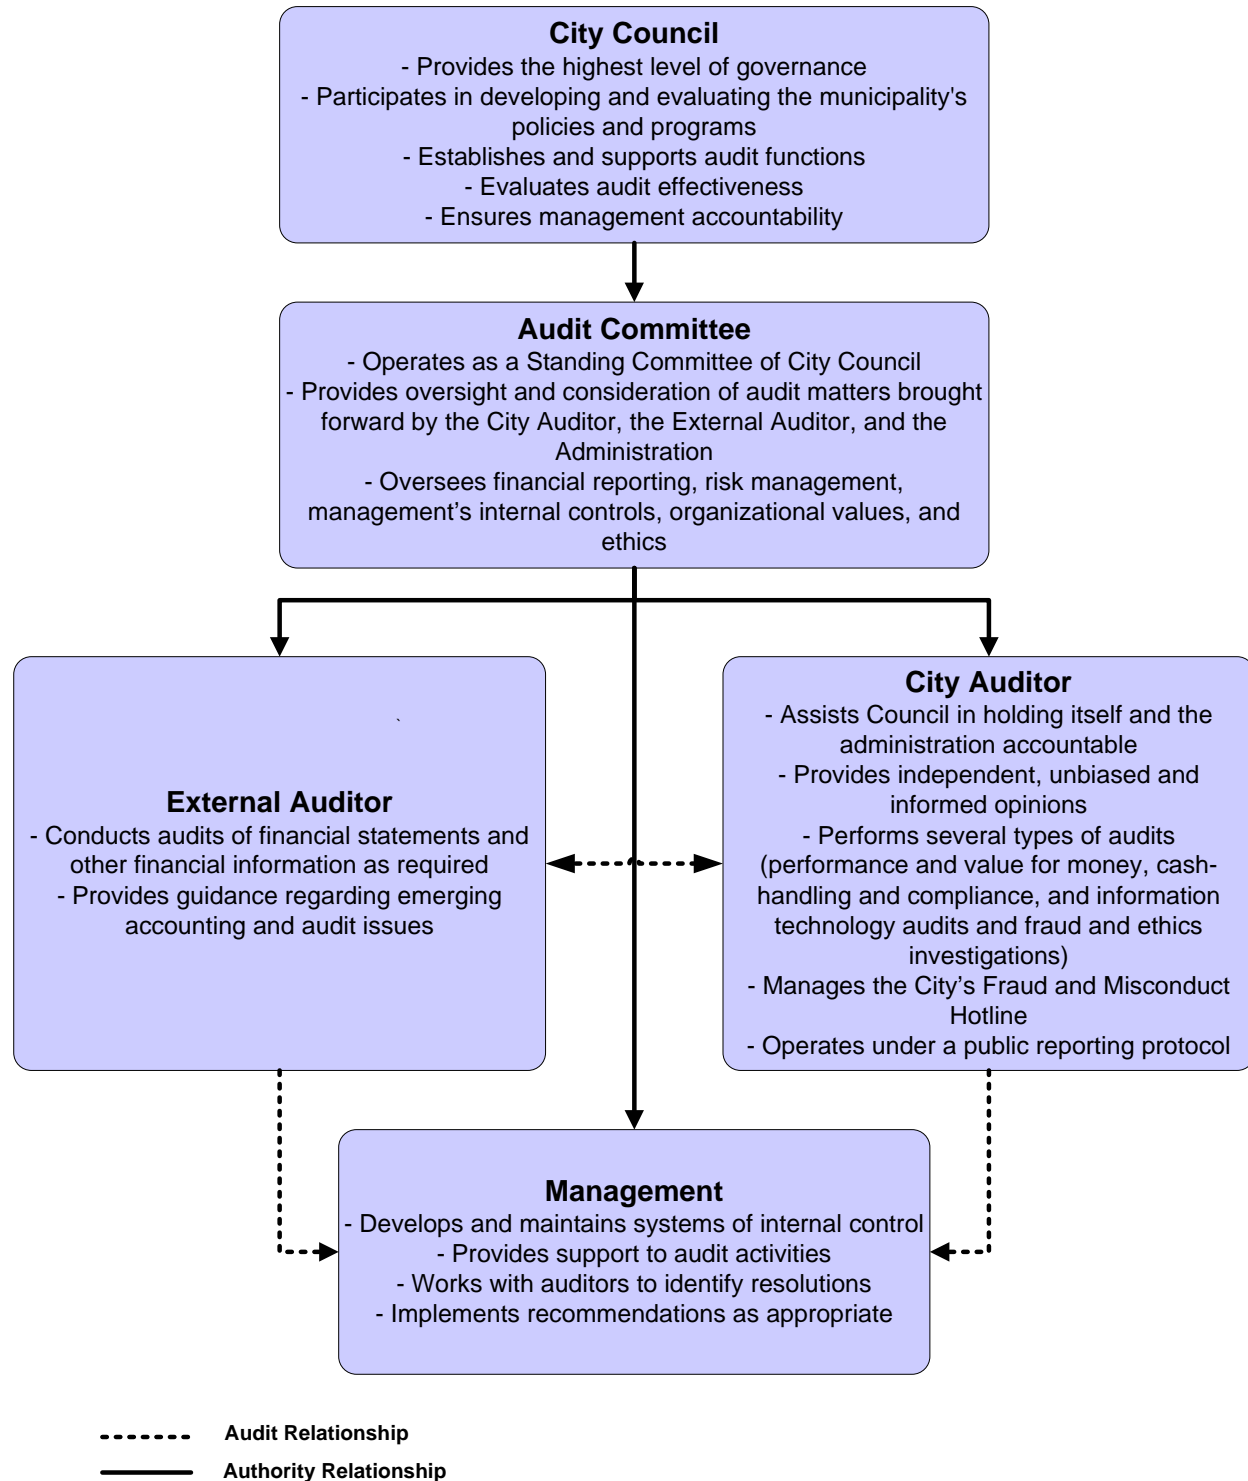 City Council
- Provides the highest level of governance
- Participates in developing and evaluating the municipality's
policies and programs
- Establishes and supports audit functions
- Evaluates audit effectiveness
- Ensures management accountability
Audit Committee
- Operates as a Standing Committee of City Council
- Provides oversight and consideration of audit matters brought
forward by the City Auditor, the External Auditor, and the
Administration
- Oversees financial reporting, risk management,
management’s internal controls, organizational values, and
ethics
`
External Auditor
- Conducts audits of financial statements and
other financial information as required
- Provides guidance regarding emerging
accounting and audit issues
City Auditor
- Assists Council in holding itself and the
administration accountable
- Provides independent, unbiased and
informed opinions
- Performs several types of audits
(performance and value for money, cash-
handling and compliance, and information
technology audits and fraud and ethics
investigations)
- Manages the City’s Fraud and Misconduct
Hotline
- Operates under a public reporting protocol
Management
- Develops and maintains systems of internal control
- Provides support to audit activities
- Works with auditors to identify resolutions
- Implements recommendations as appropriate
Audit Relationship
Authority Relationship